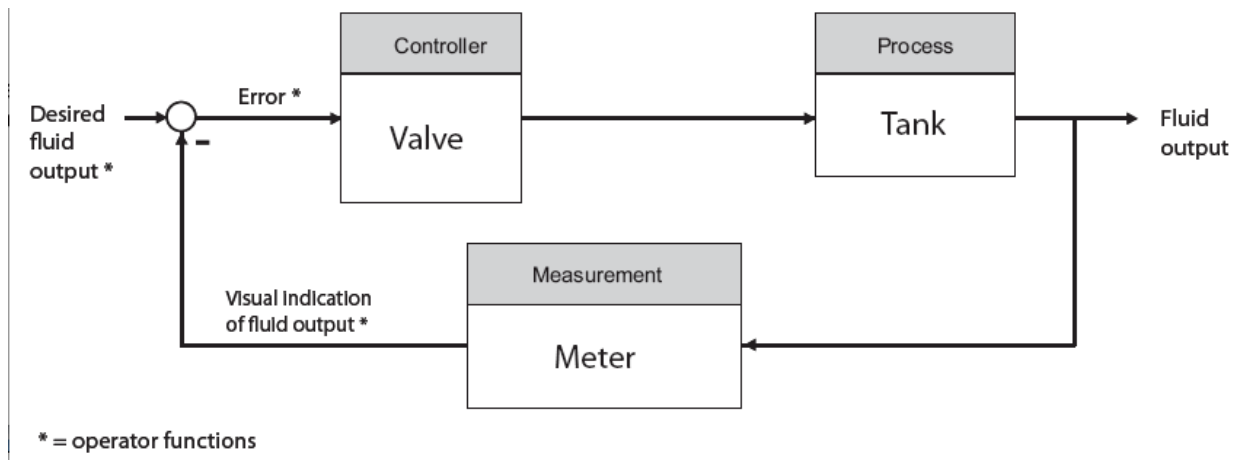 Controller
Process
Desired
fluid
output *
Error *
-
Valve
Tank
Fluid
output
Measurement
Visual Indication
of fluid output *
Meter
* = operator functions